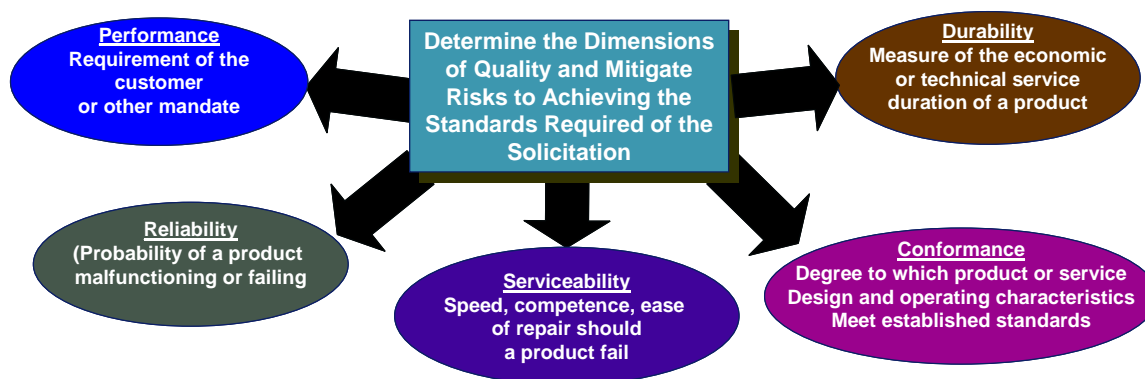 Performance
Requirement of the
customer
or other mandate
Determine the Dimensions
of Quality and Mitigate
Risks to Achieving the
Standards Required of the
Solicitation
Durability
Measure of the economic
or technical service
duration of a product
Reliability
(Probability of a product
malfunctioning or failing
Serviceability
Speed, competence, ease
of repair should
a product fail
Conformance
Degree to which product or service
Design and operating characteristics
Meet established standards